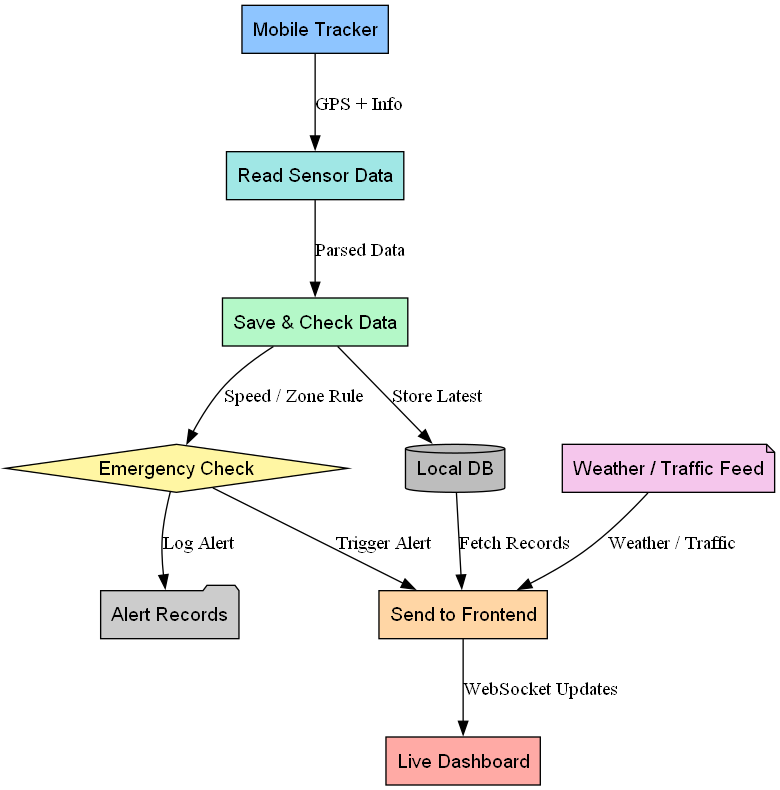 Mobile Tracker
GPS + Info
Read Sensor Data
Parsed Data
Save & Check Data
Speed / Zone Rule
Store Latest
Emergency Check
Local DB
Weather / Traffic Feed
Log Alert
Trigger Alert
Fetch Records
Weather / Traffic
Alert Records
Send to Frontend
WebSocket Updates
Live Dashboard